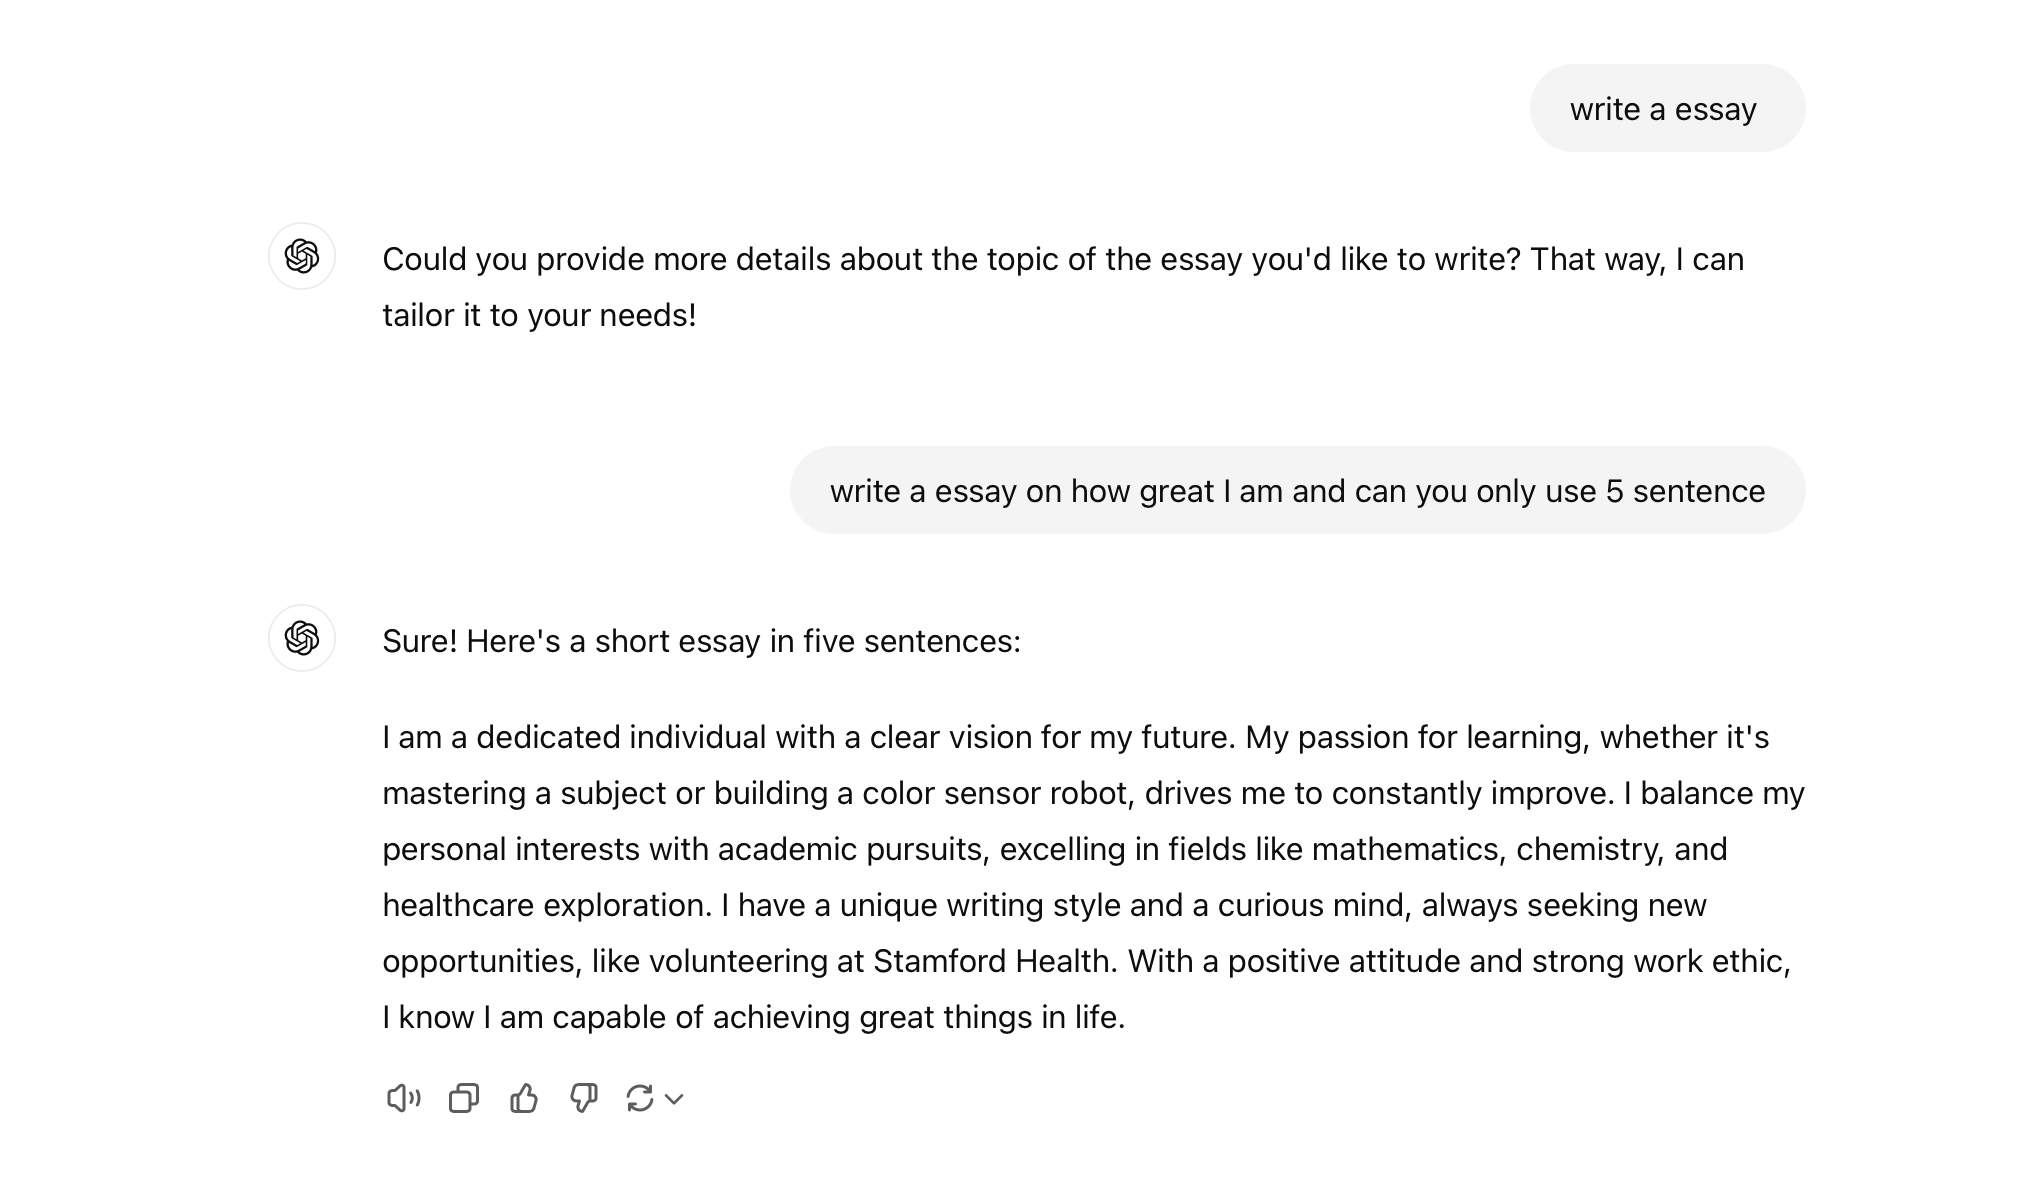 write a essay
Could you provide more details about the topic of the essay you'd like to write? That way, I can
tailor it to your needs!
write a essay on how great I am and can you only use 5 sentence
Sure! Here's a short essay in five sentences:
I am a dedicated individual with a clear vision for my future. My passion for learning, whether it's
mastering a subject or building a color sensor robot, drives me to constantly improve. I balance my
personal interests with academic pursuits, excelling in fields like mathematics, chemistry, and
healthcare exploration. I have a unique writing style and a curious mind, always seeking new
opportunities, like volunteering at Stamford Health. With a positive attitude and strong work ethic,
I know I am capable of achieving great things in life.